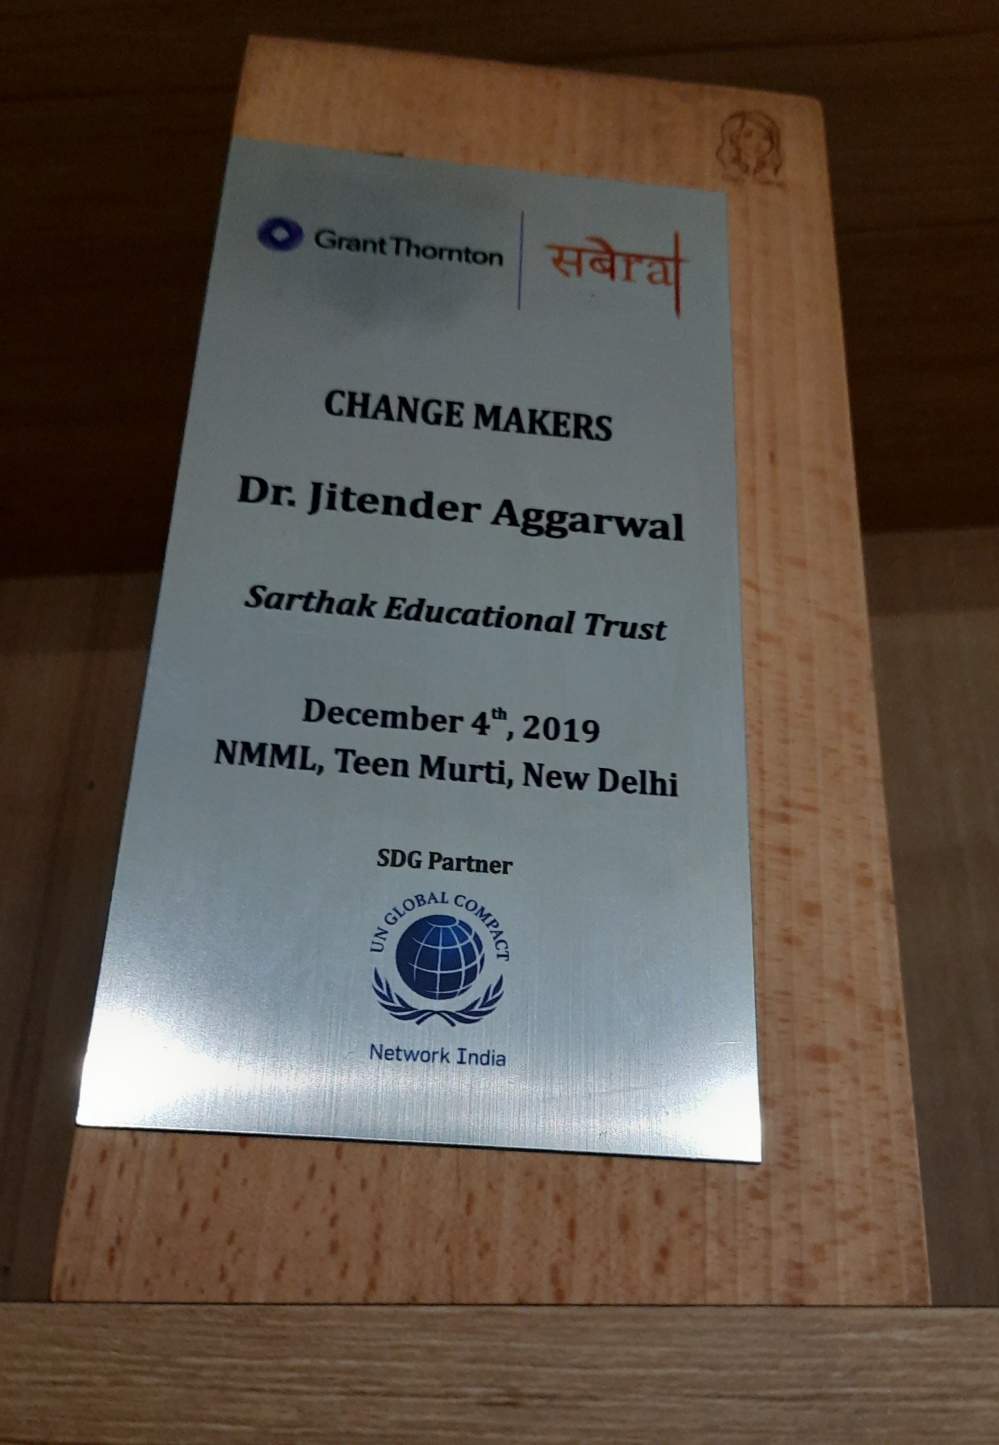 Grant Thornton
सबेra
CHANGE MAKERS
Dr. Jitender Aggarwal
Sarthak Educational Trust
December 4th, 2019
NMML, Teen Murti, New Delhi
SDG Partner
UN GLOBAL COMPACT
Network India